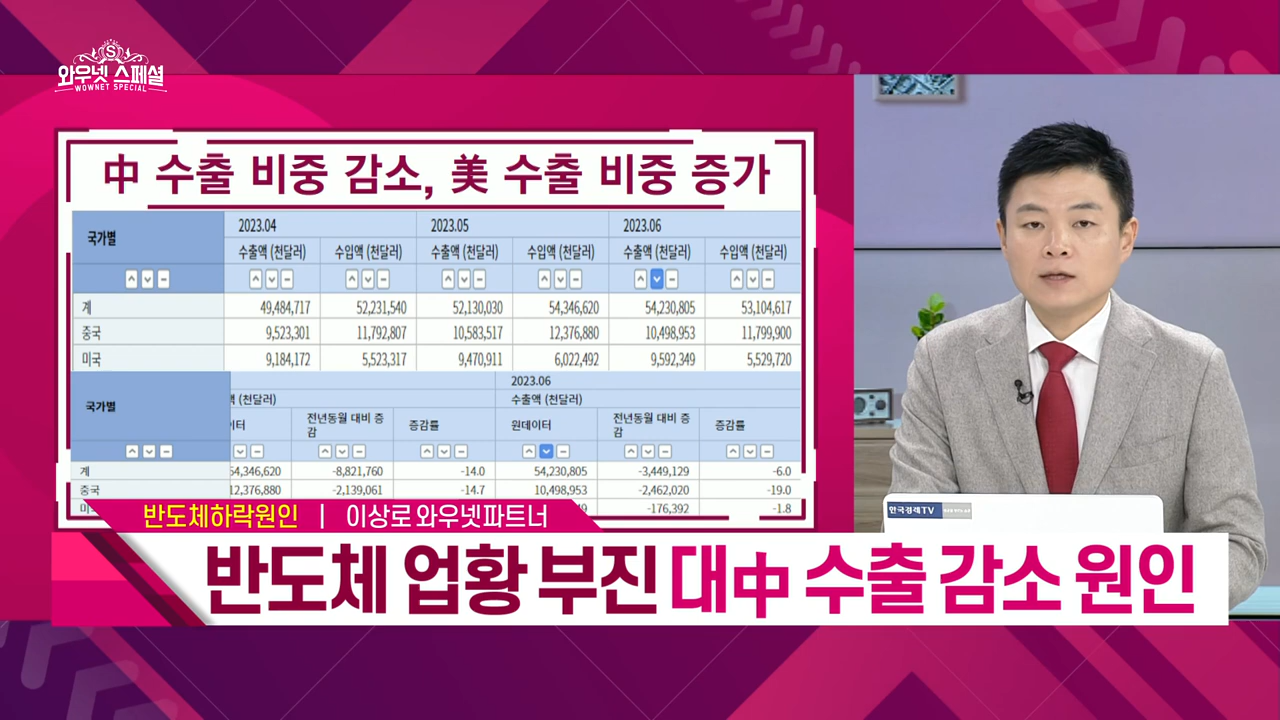 와우넷 스페셜
WOWNET SPECIAL
中 수출 비중 감소, 美 수출 비중 증가
국가별 2023.04 2023.05 2023.06
수출액 (천달러) 수입액 (천달러) 수출액 (천달러) 수입액 (천달러) 수출액 (천달러) 수입액 (천달러)
계 49,484,717 52,231,540 52,130,030 54,346,620 54,230,805 53,104,617
중국 9,523,301 11,792,807 10,583,517 12,376,880 10,498,953 11,799,900
미국 9,184,172 5,523,317 9,470,911 6,022,492 9,592,349 5,529,720
2023.06
국가별 (천달러) 수출액 (천달러)
이터 전년동월 대비 증감 증감률 원데이터 전년동월 대비 증감 증감률
계 54,346,620 -8,821,760 -14.0 54,230,805 -3,449,129 -6.0
중국 12,376,880 -2,139,061 -14.7 10,498,953 -2,462,020 -19.0
-176,392 -1.8
반도체하락원인 | 이상로 와우넷파트너
한국경제TV
반도체 업황 부진 대中 수출 감소 원인